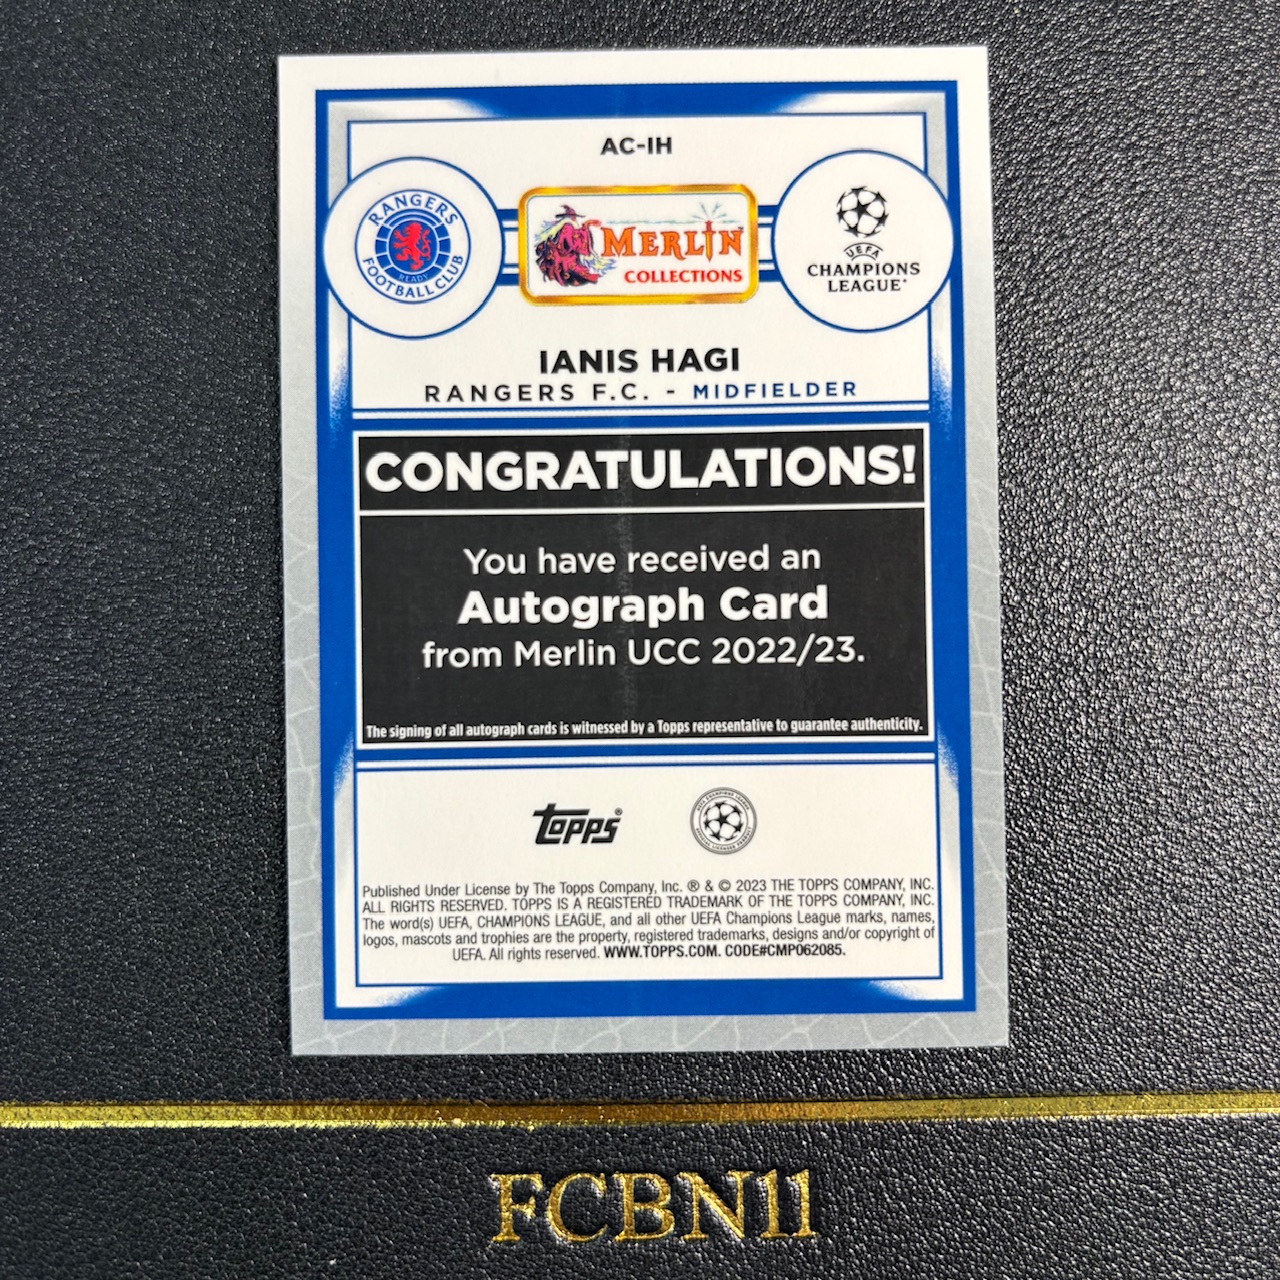 AC-IH
RANGERS
READY
FOOTBALL CLUB
MERLIN
COLLECTIONS
UEFA
CHAMPIONS
LEAGUE®
IANIS HAGI
RANGERS F.C. - MIDFIELDER
CONGRATULATIONS!
You have received an
Autograph Card
from Merlin UCC 2022/23.
The signing of all autograph cards is witnessed by a Topps representative to guarantee authenticity.
topps®
Published Under License by The Topps Company, Inc. ® & © 2023 THE TOPPS COMPANY, INC.
ALL RIGHTS RESERVED. TOPPS IS A REGISTERED TRADEMARK OF THE TOPPS COMPANY, INC.
The word(s) UEFA, CHAMPIONS LEAGUE, and all other UEFA Champions League marks, names,
logos, mascots and trophies are the property, registered trademarks, designs and/or copyright of
UEFA. All rights reserved. WWW.TOPPS.COM. CODE#CMP062085.
FCBN11